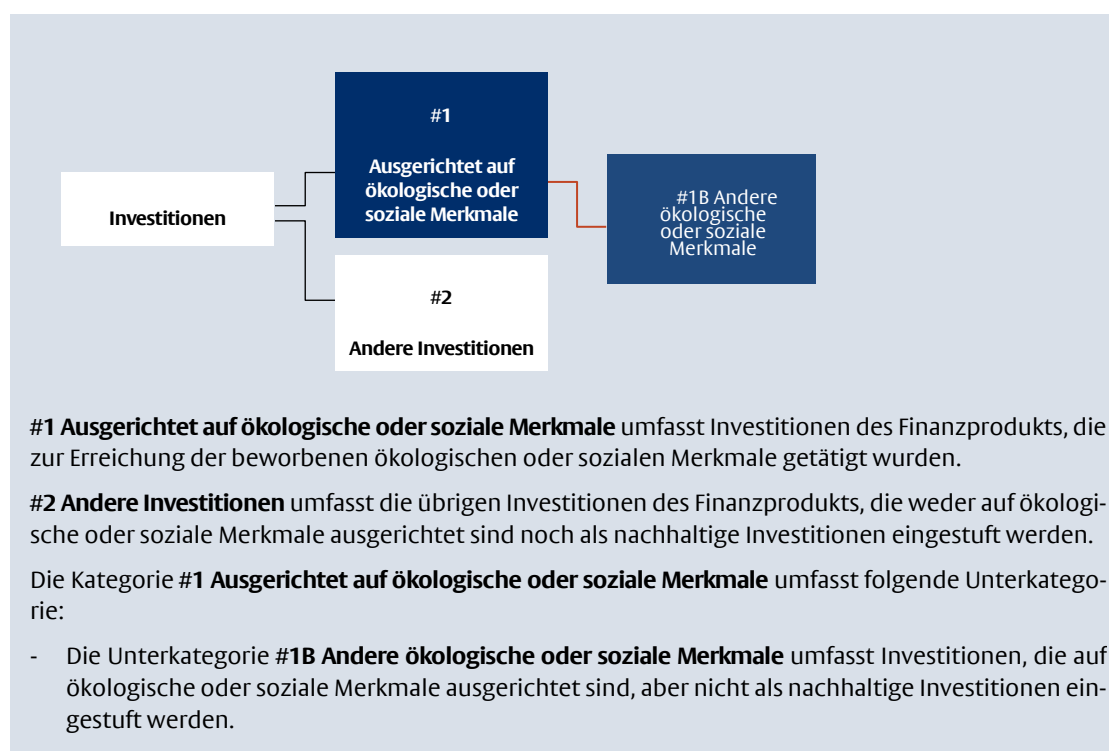 #1
Ausgerichtet auf
ökologische oder
soziale Merkmale
Investitionen
#1B Andere
ökologische
oder soziale
Merkmale
#2
Andere Investitionen
#1 Ausgerichtet auf ökologische oder soziale Merkmale umfasst Investitionen des Finanzprodukts, die
zur Erreichung der beworbenen ökologischen oder sozialen Merkmale getätigt wurden.
#2 Andere Investitionen umfasst die übrigen Investitionen des Finanzprodukts, die weder auf ökologi-
sche oder soziale Merkmale ausgerichtet sind noch als nachhaltige Investitionen eingestuft werden.
Die Kategorie #1 Ausgerichtet auf ökologische oder soziale Merkmale umfasst folgende Unterkatego-
rie:
- Die Unterkategorie #1B Andere ökologische oder soziale Merkmale umfasst Investitionen, die auf
ökologische oder soziale Merkmale ausgerichtet sind, aber nicht als nachhaltige Investitionen ein-
gestuft werden.